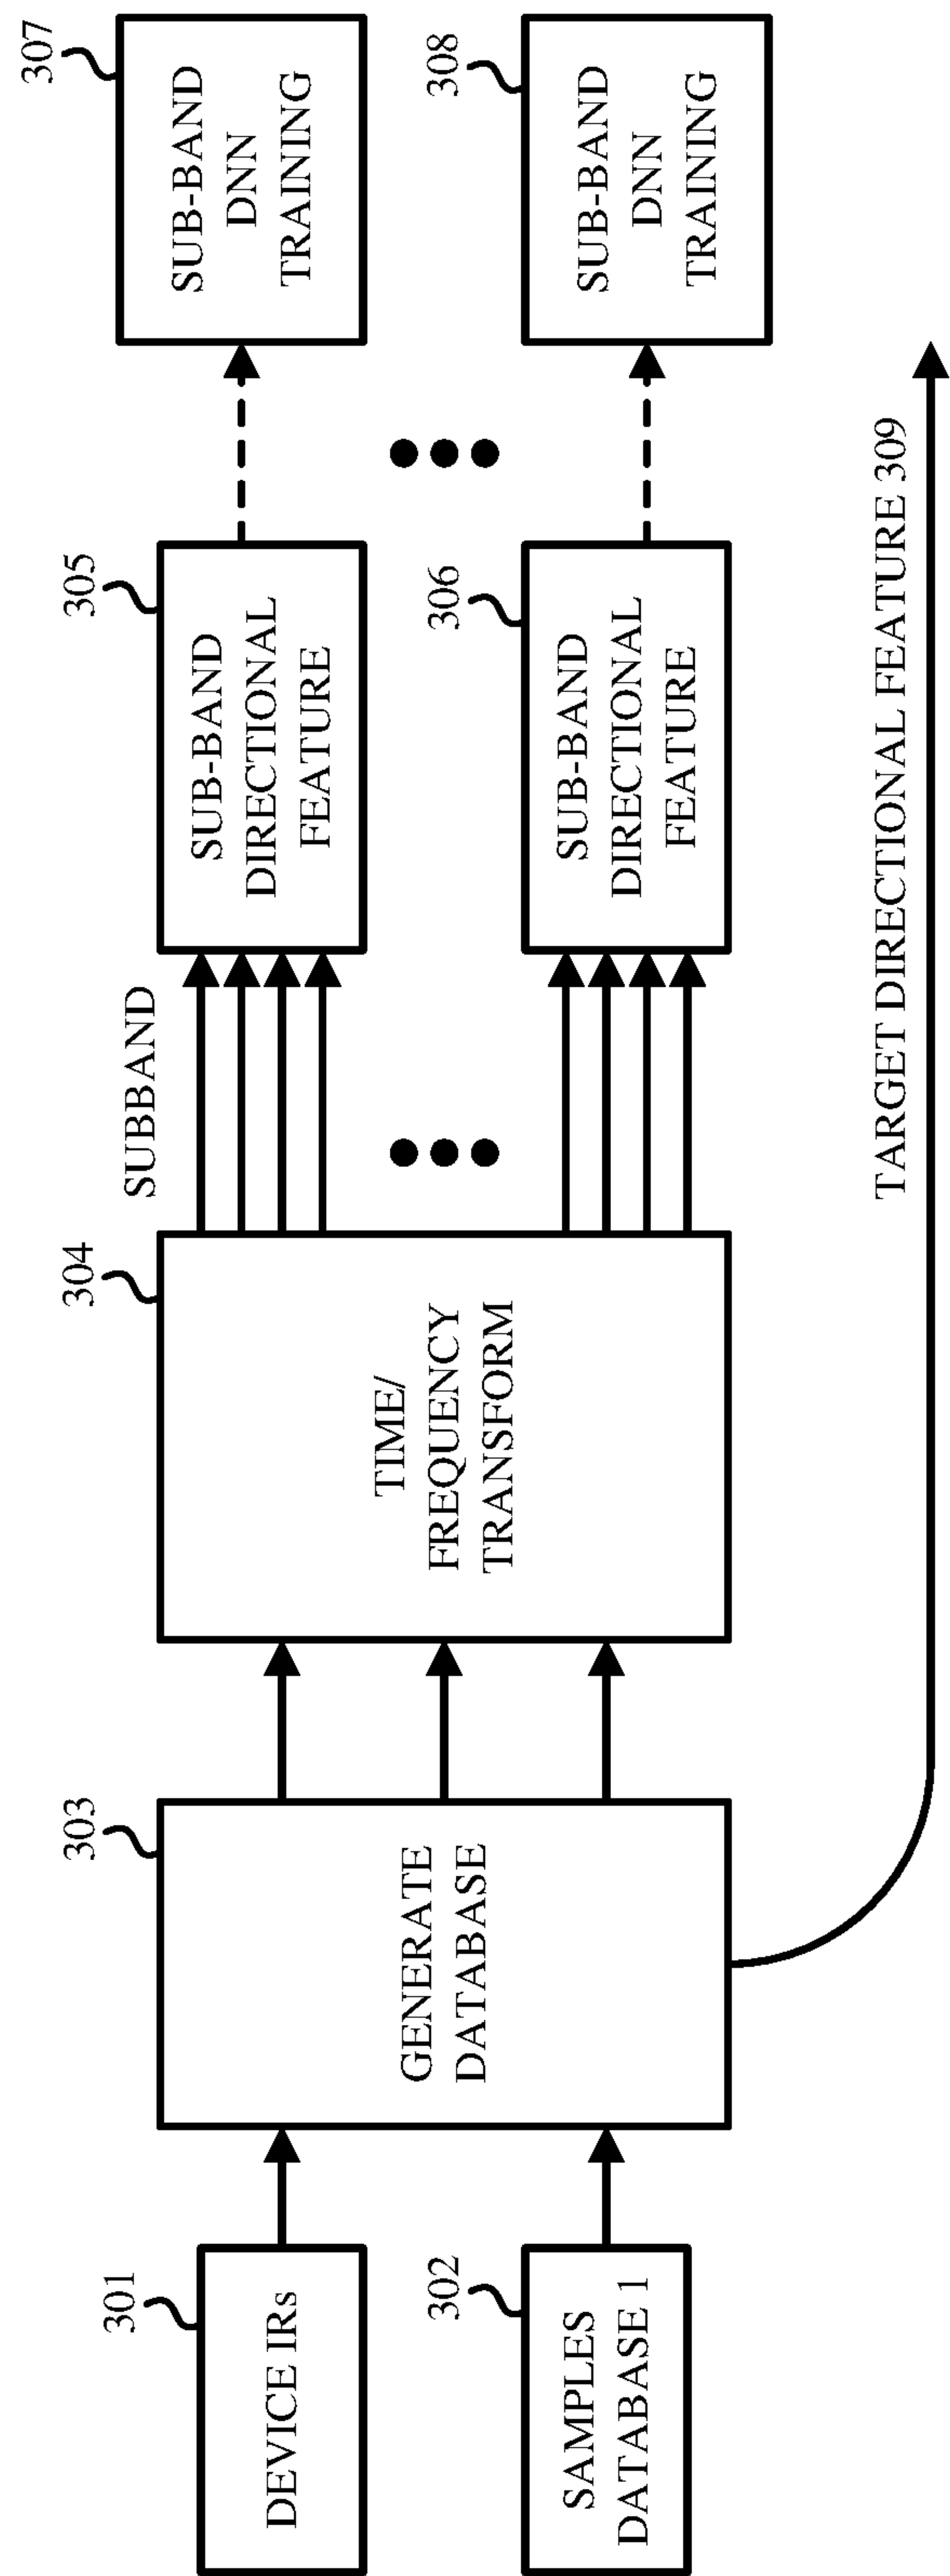 301
DEVICE IRs
302
SAMPLES
DATABASE 1
303
GENERATE
DATABASE
304
TIME/
FREQUENCY
TRANSFORM
SUBBAND
305
SUB-BAND
DIRECTIONAL
FEATURE
306
SUB-BAND
DIRECTIONAL
FEATURE
307
SUB-BAND
DNN
TRAINING
308
SUB-BAND
DNN
TRAINING
TARGET DIRECTIONAL FEATURE 309